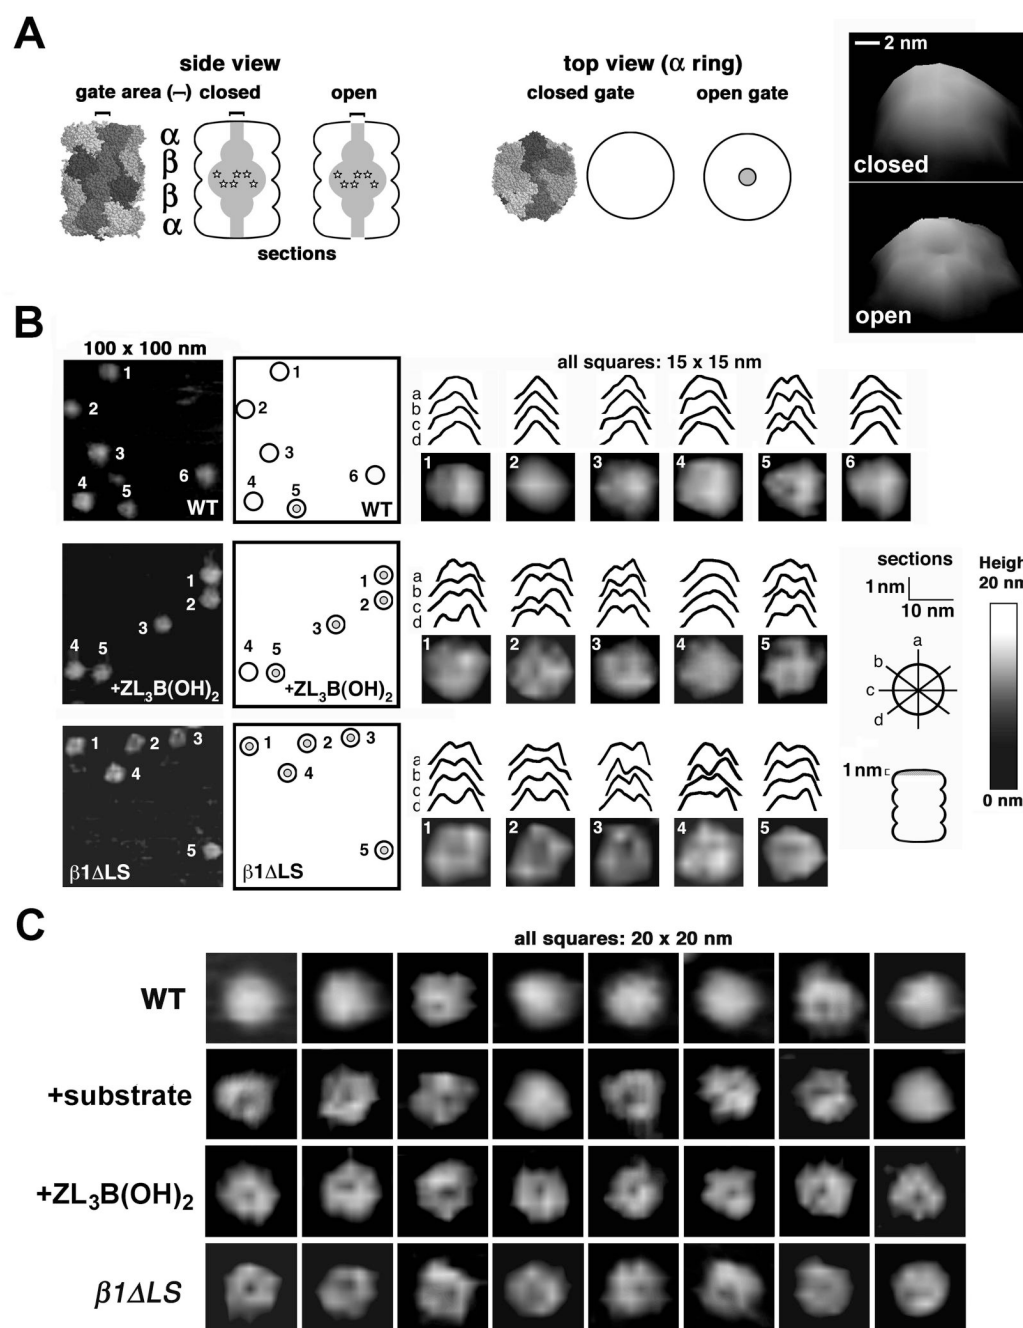 A
side view
gate area (–) closed open
α
β
β
α
sections
top view (α ring)
closed gate open gate
2 nm
closed
open
B
100 x 100 nm
1
2
3
4
5
6
WT
1
2
3
4
5
6
WT
all squares: 15 x 15 nm
a
b
c
d
1 2 3 4 5 6
1
2
3
4 5
+ZL3B(OH)2
1
2
3
4
5
+ZL3B(OH)2
a
b
c
d
1 2 3 4 5
1 2 3
4
5
β1ΔLS
1 2 3
4
5
β1ΔLS
a
b
c
d
1 2 3 4 5
sections
1 nm
10 nm
a
b
c
d
1 nm
Heigh
20 nm
0 nm
C
all squares: 20 x 20 nm
WT
+substrate
+ZL3B(OH)2
β1ΔLS